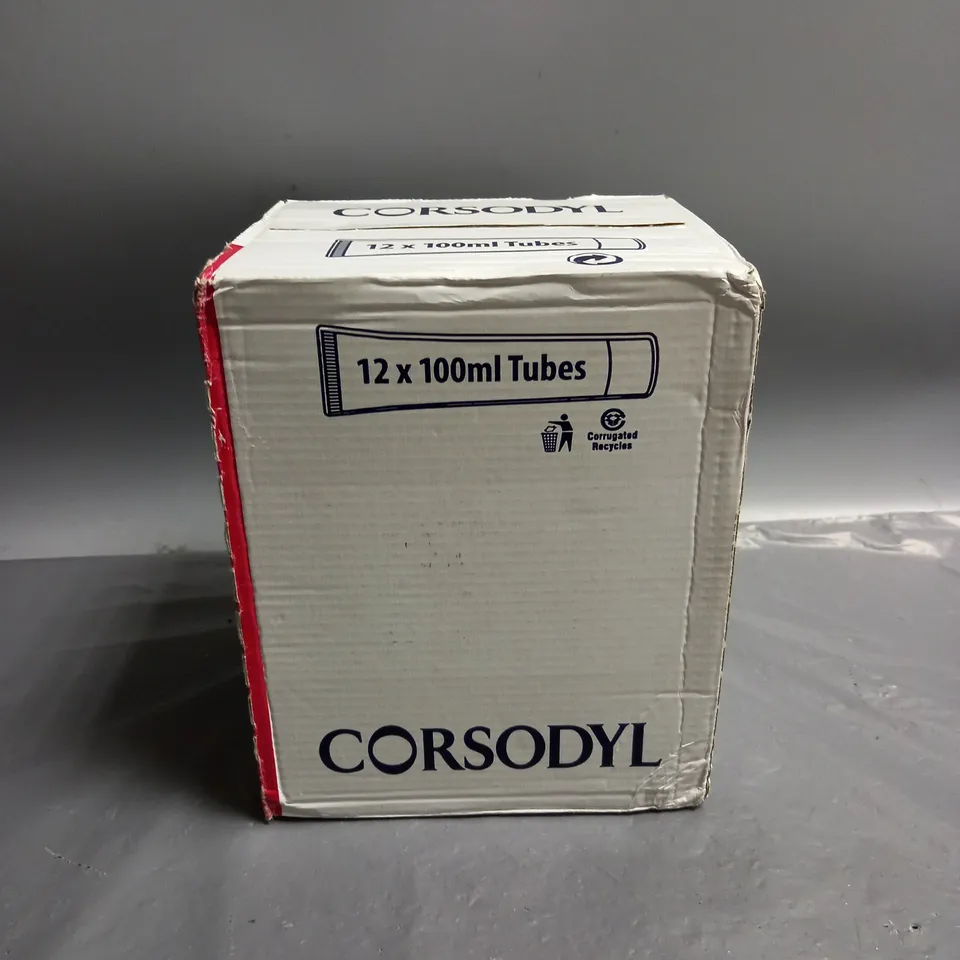 CORSODYL
12 x 100ml Tubes
12 x 100ml Tubes
Corrugated
Recycles
CORSODYL